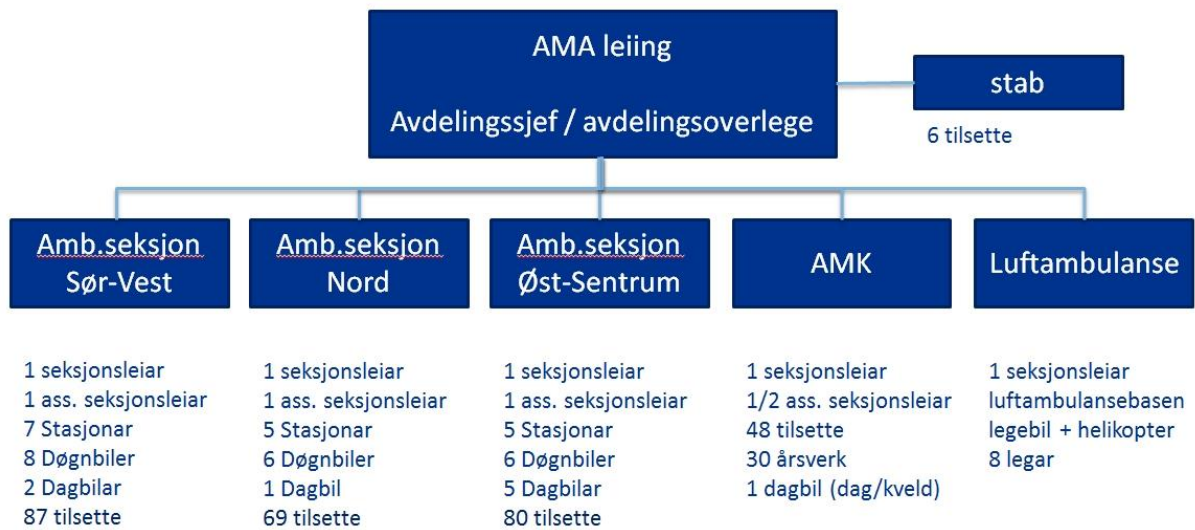 AMA leiing
Avdelingssjef / avdelingsoverlege
stab
6 tilsette
Amb.seksjon
Sør-Vest
Amb.seksjon
Nord
Amb.seksjon
Øst-Sentrum
AMK
Luftambulanse
1 seksjonsleiar
1 ass. seksjonsleiar
7 Stasjonar
8 Døgnbiler
2 Dagbilar
87 tilsette
1 seksjonsleiar
1 ass. seksjonsleiar
5 Stasjonar
6 Døgnbiler
1 Dagbil
69 tilsette
1 seksjonsleiar
1 ass. seksjonsleiar
5 Stasjonar
6 Døgnbiler
5 Dagbilar
80 tilsette
1 seksjonsleiar
1/2 ass. seksjonsleiar
48 tilsette
30 årsverk
1 dagbil (dag/kveld)
1 seksjonsleiar
luftambulansebasen
legebil + helikopter
8 legar